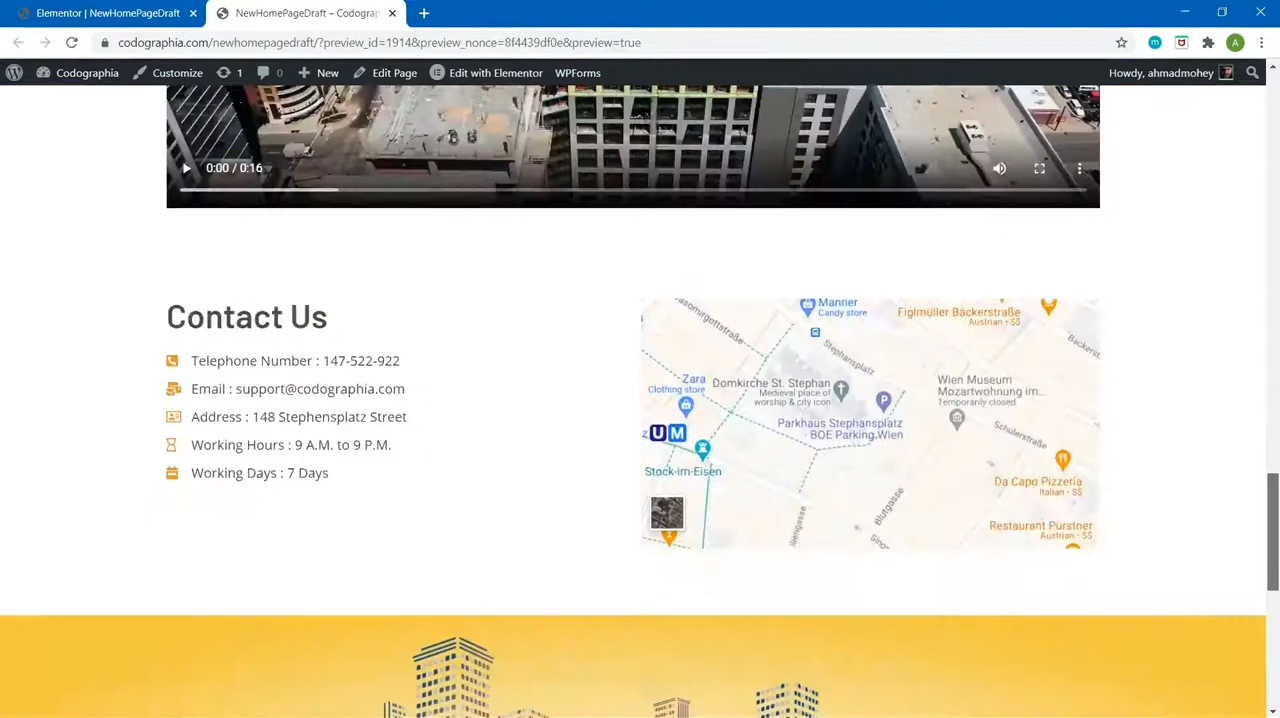 Elementor | NewHomePageDraft
NewHomePageDraft – Codograp
codographia.com/newhomepagedraft/?preview_id=1914&preview_nonce=8f4439df0e&preview=true
Codographia
Customize
1
0
New
Edit Page
Edit with Elementor
WPForms
Howdy, ahmadmohey
0:00 / 0:16
Contact Us
Telephone Number : 147-522-922
Email : support@codographia.com
Address : 148 Stephensplatz Street
Working Hours : 9 A.M. to 9 P.M.
Working Days : 7 Days
Manner
Candy store
Figlmüller Bäckerstraße
Austrian · $$
Stephansplatz
Zara
Clothing store
Domkirche St. Stephan
Medieval place of
worship & city icon
Wien Museum
Mozartwohnung im...
Temporarily closed
P
Parkhaus Stephansplatz
BOE Parking,Wien
z U M
Schulerstraße
Stock-im-Eisen
Da Capo Pizzeria
Italian · $$
Blutgasse
Restaurant Pürstner
Austrian · $$